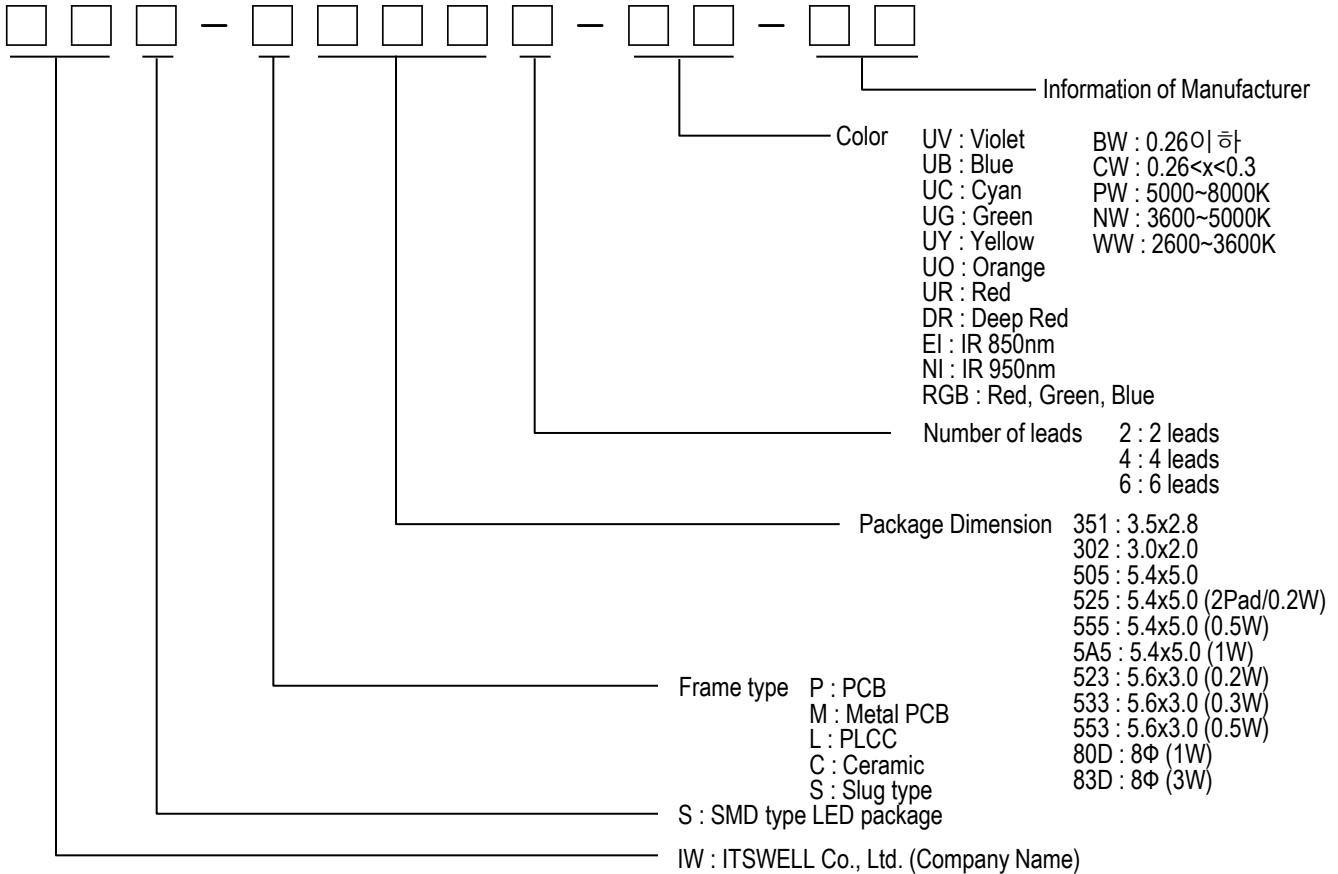 Information of Manufacturer
Color
UV : Violet
UB : Blue
UC : Cyan
UG : Green
UY : Yellow
UO : Orange
UR : Red
DR : Deep Red
EI : IR 850nm
NI : IR 950nm
RGB : Red, Green, Blue
BW : 0.26이하
CW : 0.26<x<0.3
PW : 5000~8000K
NW : 3600~5000K
WW : 2600~3600K
Number of leads
2 : 2 leads
4 : 4 leads
6 : 6 leads
Package Dimension
351 : 3.5x2.8
302 : 3.0x2.0
505 : 5.4x5.0
525 : 5.4x5.0 (2Pad/0.2W)
555 : 5.4x5.0 (0.5W)
5A5 : 5.4x5.0 (1W)
523 : 5.6x3.0 (0.2W)
533 : 5.6x3.0 (0.3W)
553 : 5.6x3.0 (0.5W)
80D : 8Φ (1W)
83D : 8Φ (3W)
Frame type
P : PCB
M : Metal PCB
L : PLCC
C : Ceramic
S : Slug type
S : SMD type LED package
IW : ITSWELL Co., Ltd. (Company Name)